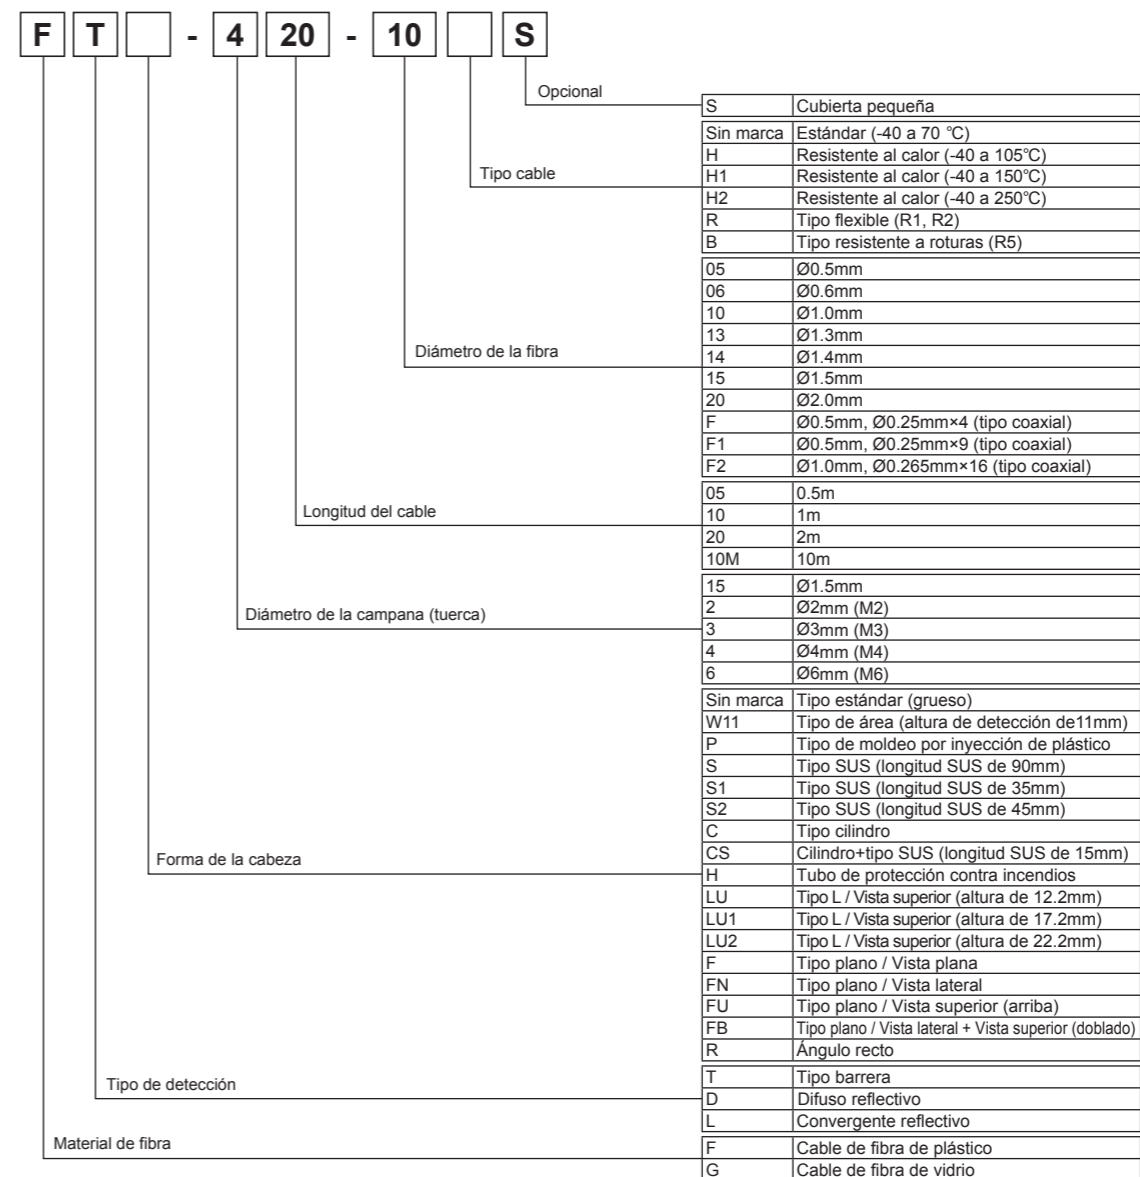 F T - 4 20 - 10 S
Opcional
S Cubierta pequeña
Tipo cable
Sin marca Estándar (-40 a 70 ℃)
H Resistente al calor (-40 a 105℃)
H1 Resistente al calor (-40 a 150℃)
H2 Resistente al calor (-40 a 250℃)
R Tipo flexible (R1, R2)
B Tipo resistente a roturas (R5)
Diámetro de la fibra
05 Ø0.5mm
06 Ø0.6mm
10 Ø1.0mm
13 Ø1.3mm
14 Ø1.4mm
15 Ø1.5mm
20 Ø2.0mm
F Ø0.5mm, Ø0.25mm×4 (tipo coaxial)
F1 Ø0.5mm, Ø0.25mm×9 (tipo coaxial)
F2 Ø1.0mm, Ø0.265mm×16 (tipo coaxial)
Longitud del cable
05 0.5m
10 1m
20 2m
10M 10m
Diámetro de la campana (tuerca)
15 Ø1.5mm
2 Ø2mm (M2)
3 Ø3mm (M3)
4 Ø4mm (M4)
6 Ø6mm (M6)
Forma de la cabeza
Sin marca Tipo estándar (grueso)
W11 Tipo de área (altura de detección de11mm)
P Tipo de moldeo por inyección de plástico
S Tipo SUS (longitud SUS de 90mm)
S1 Tipo SUS (longitud SUS de 35mm)
S2 Tipo SUS (longitud SUS de 45mm)
C Tipo cilindro
CS Cilindro+tipo SUS (longitud SUS de 15mm)
H Tubo de protección contra incendios
LU Tipo L / Vista superior (altura de 12.2mm)
LU1 Tipo L / Vista superior (altura de 17.2mm)
LU2 Tipo L / Vista superior (altura de 22.2mm)
F Tipo plano / Vista plana
FN Tipo plano / Vista lateral
FU Tipo plano / Vista superior (arriba)
FB Tipo plano / Vista lateral + Vista superior (doblado)
R Ángulo recto
Tipo de detección
T Tipo barrera
D Difuso reflectivo
L Convergente reflectivo
Material de fibra
F Cable de fibra de plástico
G Cable de fibra de vidrio